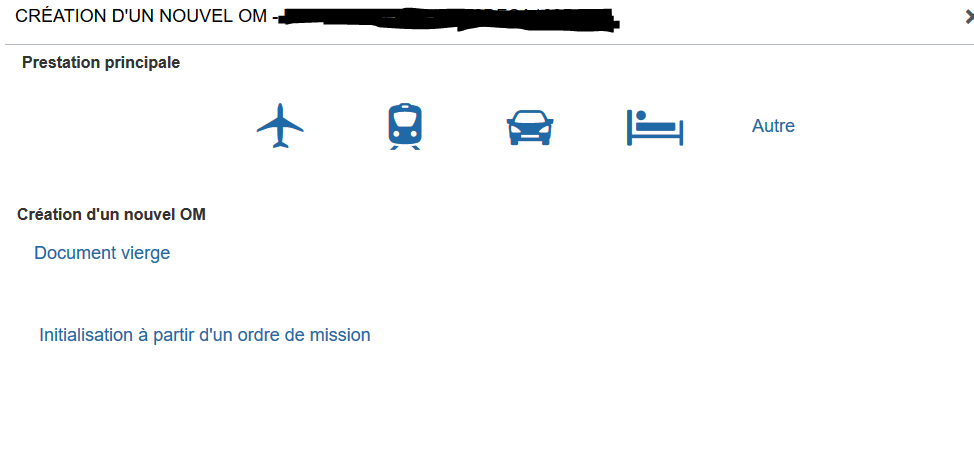 CRÉATION D'UN NOUVEL OM -
Prestation principale
Autre
Création d'un nouvel OM
Document vierge
Initialisation à partir d'un ordre de mission